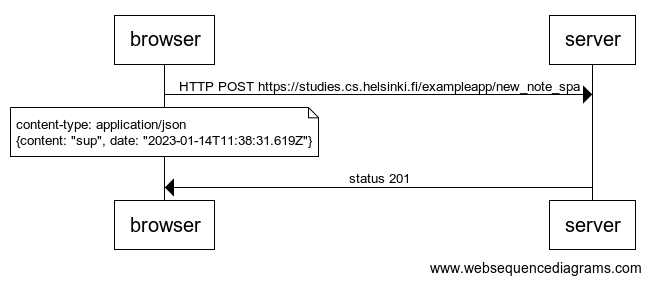 browser
server
HTTP POST https://studies.cs.helsinki.fi/exampleapp/new_note_spa
content-type: application/json
{content: "sup", date: "2023-01-14T11:38:31.619Z"}
status 201
browser
server
www.websequencediagrams.com